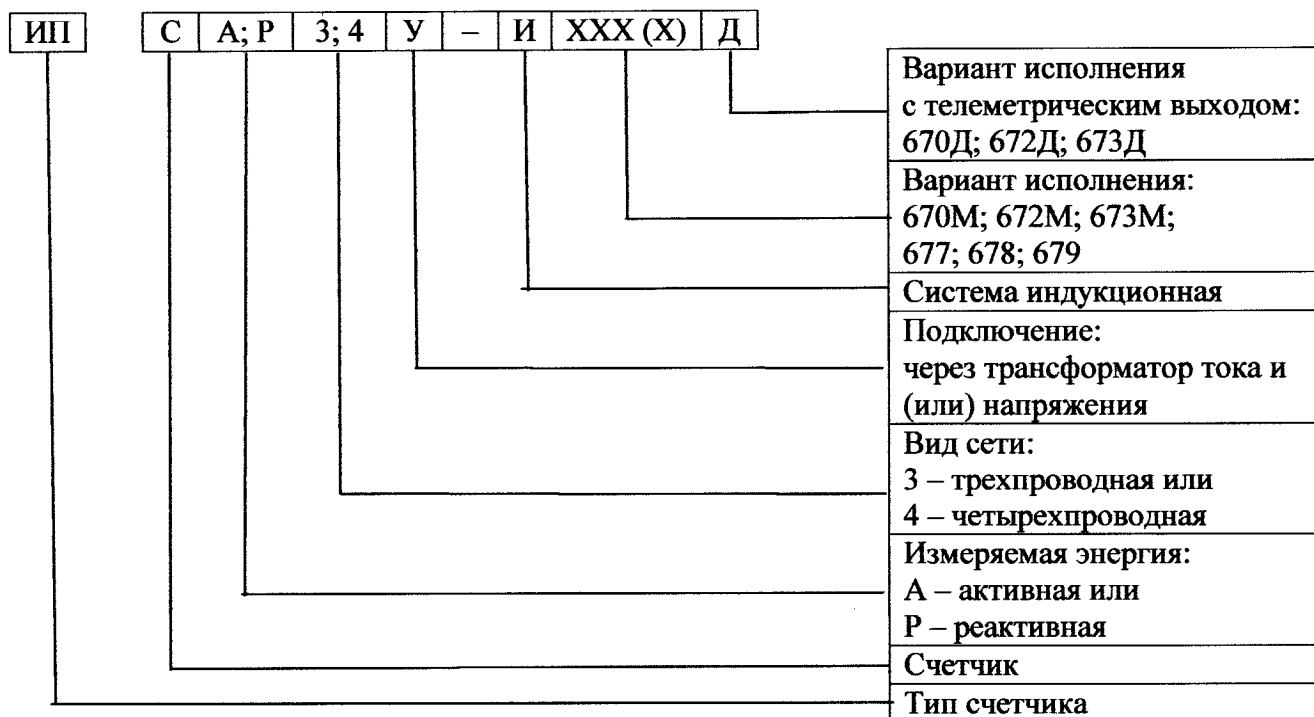 ИП С А; Р 3; 4 У – И ХХХ (Х) Д
Вариант исполнения
с телеметрическим выходом:
670Д; 672Д; 673Д
Вариант исполнения:
670М; 672М; 673М;
677; 678; 679
Система индукционная
Подключение:
через трансформатор тока и
(или) напряжения
Вид сети:
3 – трехпроводная или
4 – четырехпроводная
Измеряемая энергия:
А – активная или
Р – реактивная
Счетчик
Тип счетчика